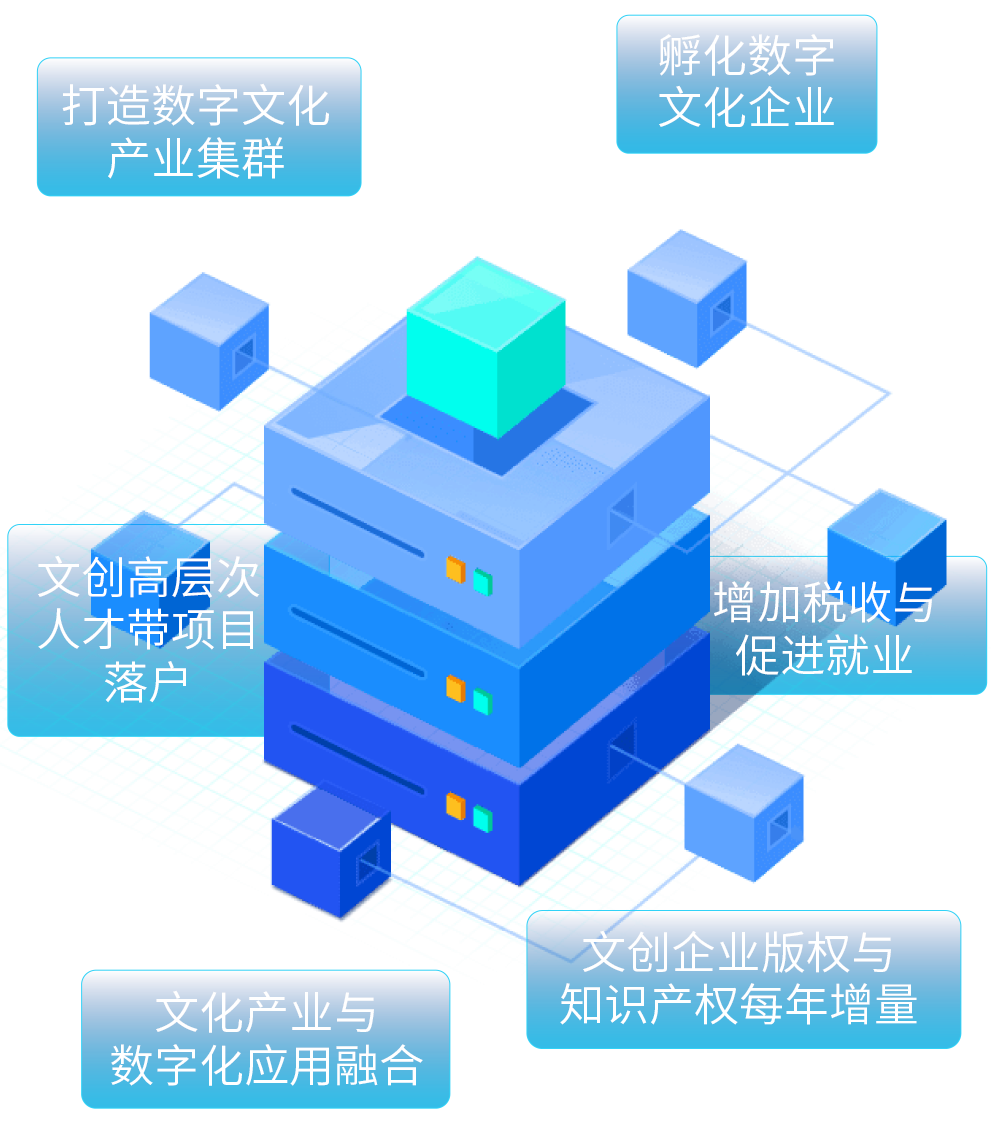 打造数字文化
产业集群
孵化数字
文化企业
文创高层次
人才带项目
落户
增加税收与
促进就业
文创企业版权与
知识产权每年增量
文化产业与
数字化应用融合